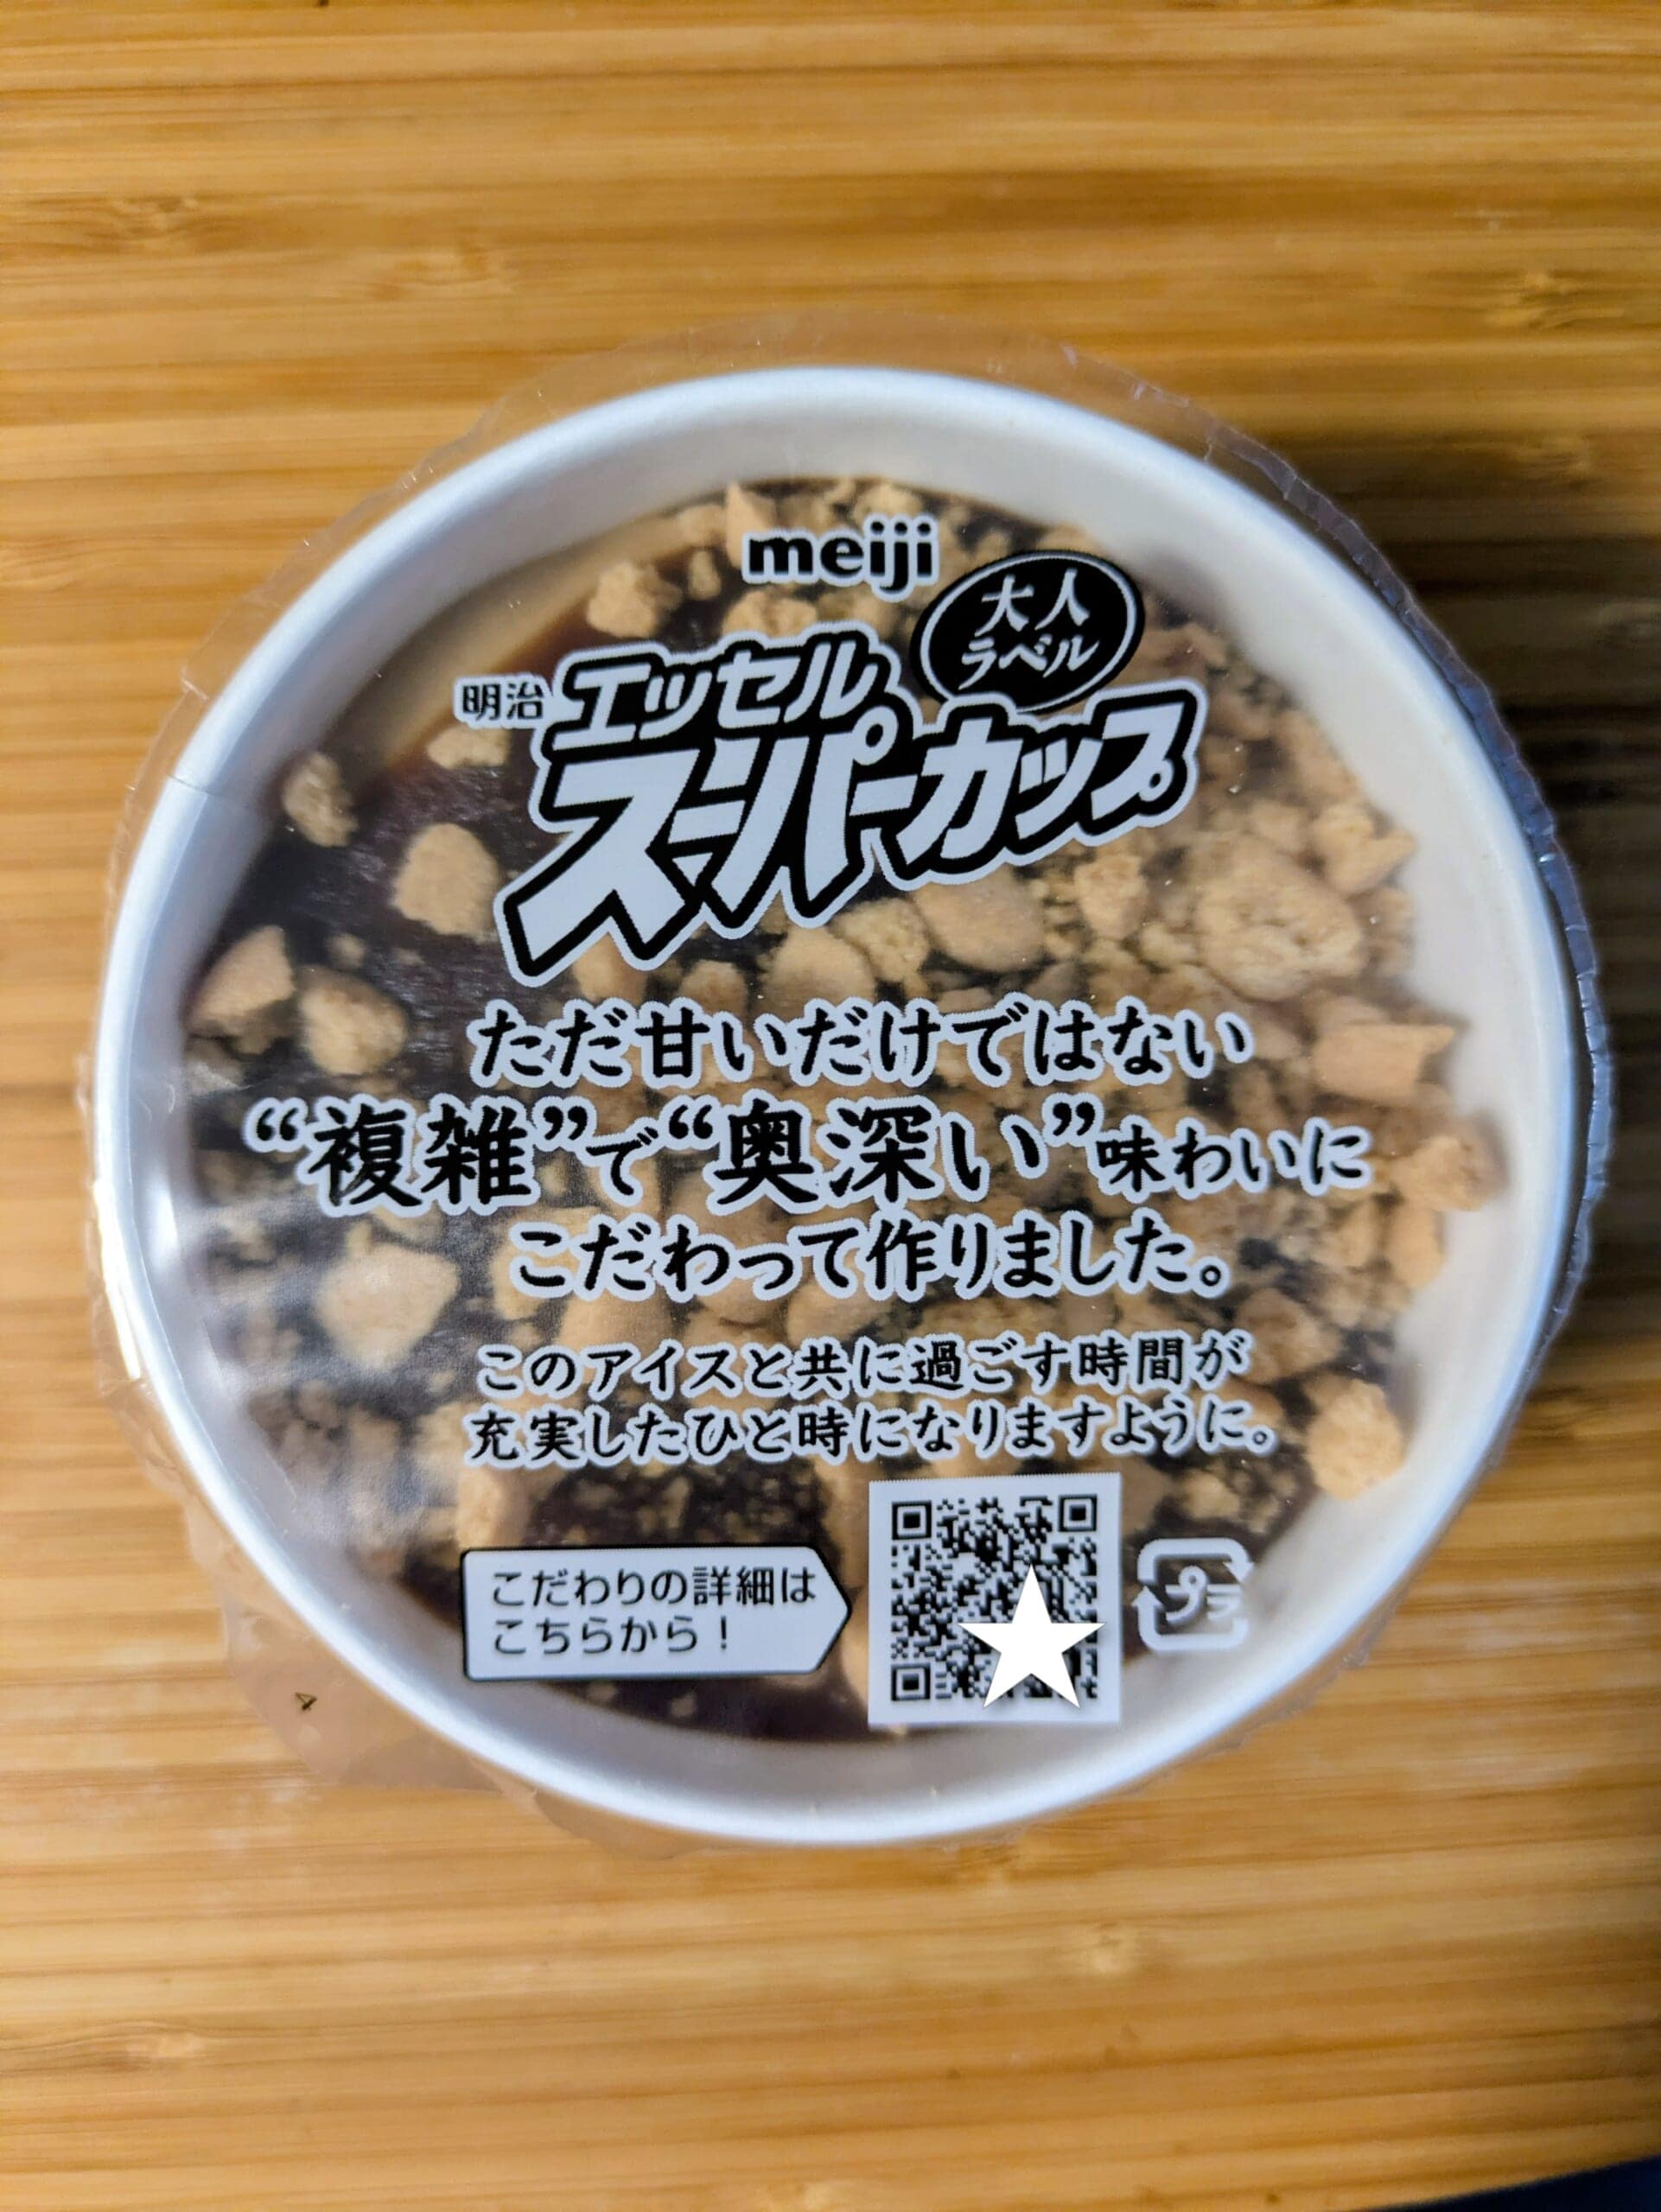 meiji
大人
ラベル
明治 エッセル
スーパーカップ
ただ甘いだけではない
“複雑”で“奥深い”味わいに
こだわって作りました。
このアイスと共に過ごす時間が
充実したひと時になりますように。
こだわりの詳細は
こちらから！
プラ
4